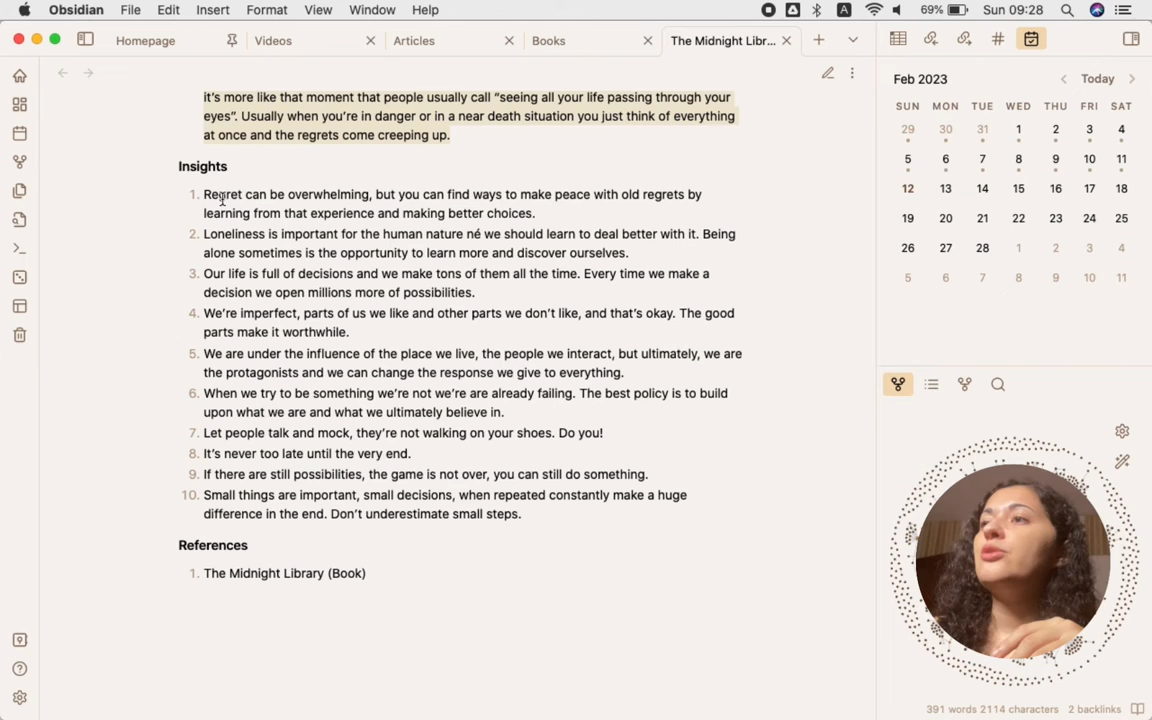 Obsidian File Edit Insert Format View Window Help A 69% Sun 09:28
Homepage Videos Articles Books The Midnight Libr...
it's more like that moment that people usually call “seeing all your life passing through your
eyes”. Usually when you're in danger or in a near death situation you just think of everything
at once and the regrets come creeping up.
Insights
1. Regret can be overwhelming, but you can find ways to make peace with old regrets by
learning from that experience and making better choices.
2. Loneliness is important for the human nature né we should learn to deal better with it. Being
alone sometimes is the opportunity to learn more and discover ourselves.
3. Our life is full of decisions and we make tons of them all the time. Every time we make a
decision we open millions more of possibilities.
4. We're imperfect, parts of us we like and other parts we don't like, and that's okay. The good
parts make it worthwhile.
5. We are under the influence of the place we live, the people we interact, but ultimately, we are
the protagonists and we can change the response we give to everything.
6. When we try to be something we're not we're are already failing. The best policy is to build
upon what we are and what we ultimately believe in.
7. Let people talk and mock, they're not walking on your shoes. Do you!
8. It's never too late until the very end.
9. If there are still possibilities, the game is not over, you can still do something.
10. Small things are important, small decisions, when repeated constantly make a huge
difference in the end. Don't underestimate small steps.
References
1. The Midnight Library (Book)
Feb 2023 Today
SUN MON TUE WED THU FRI SAT
29 30 31 1 2 3 4
5 6 7 8 9 10 11
12 13 14 15 16 17 18
19 20 21 22 23 24 25
26 27 28 1 2 3 4
5 6 7 8 9 10 11
391 words 2114 characters 2 backlinks